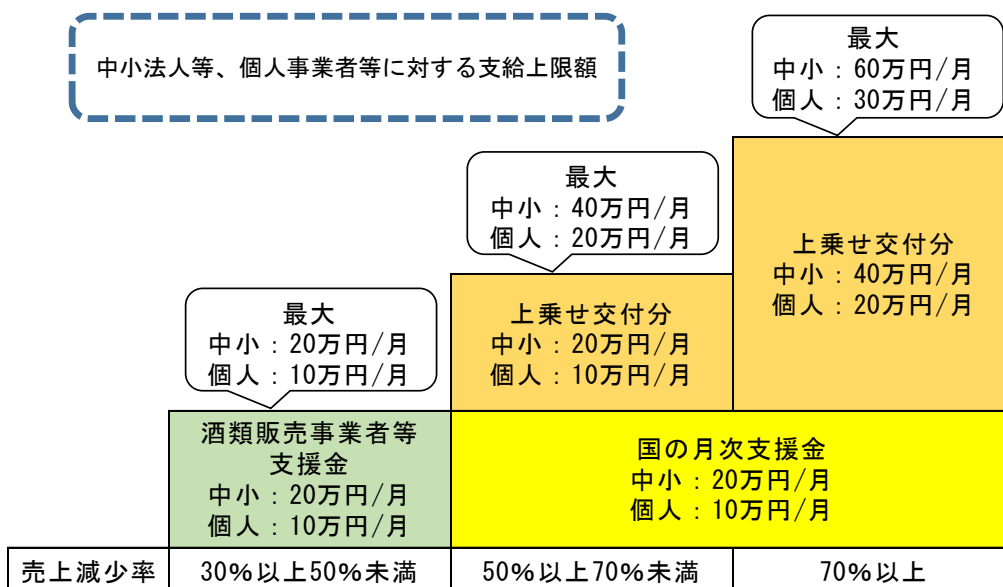 中小法人等、個人事業者等に対する支給上限額
最大
中小：60万円/月
個人：30万円/月
最大
中小：40万円/月
個人：20万円/月
上乗せ交付分
中小：40万円/月
個人：20万円/月
最大
中小：20万円/月
個人：10万円/月
上乗せ交付分
中小：20万円/月
個人：10万円/月
酒類販売事業者等
支援金
中小：20万円/月
個人：10万円/月
国の月次支援金
中小：20万円/月
個人：10万円/月
売上減少率
30%以上50%未満
50%以上70%未満
70%以上